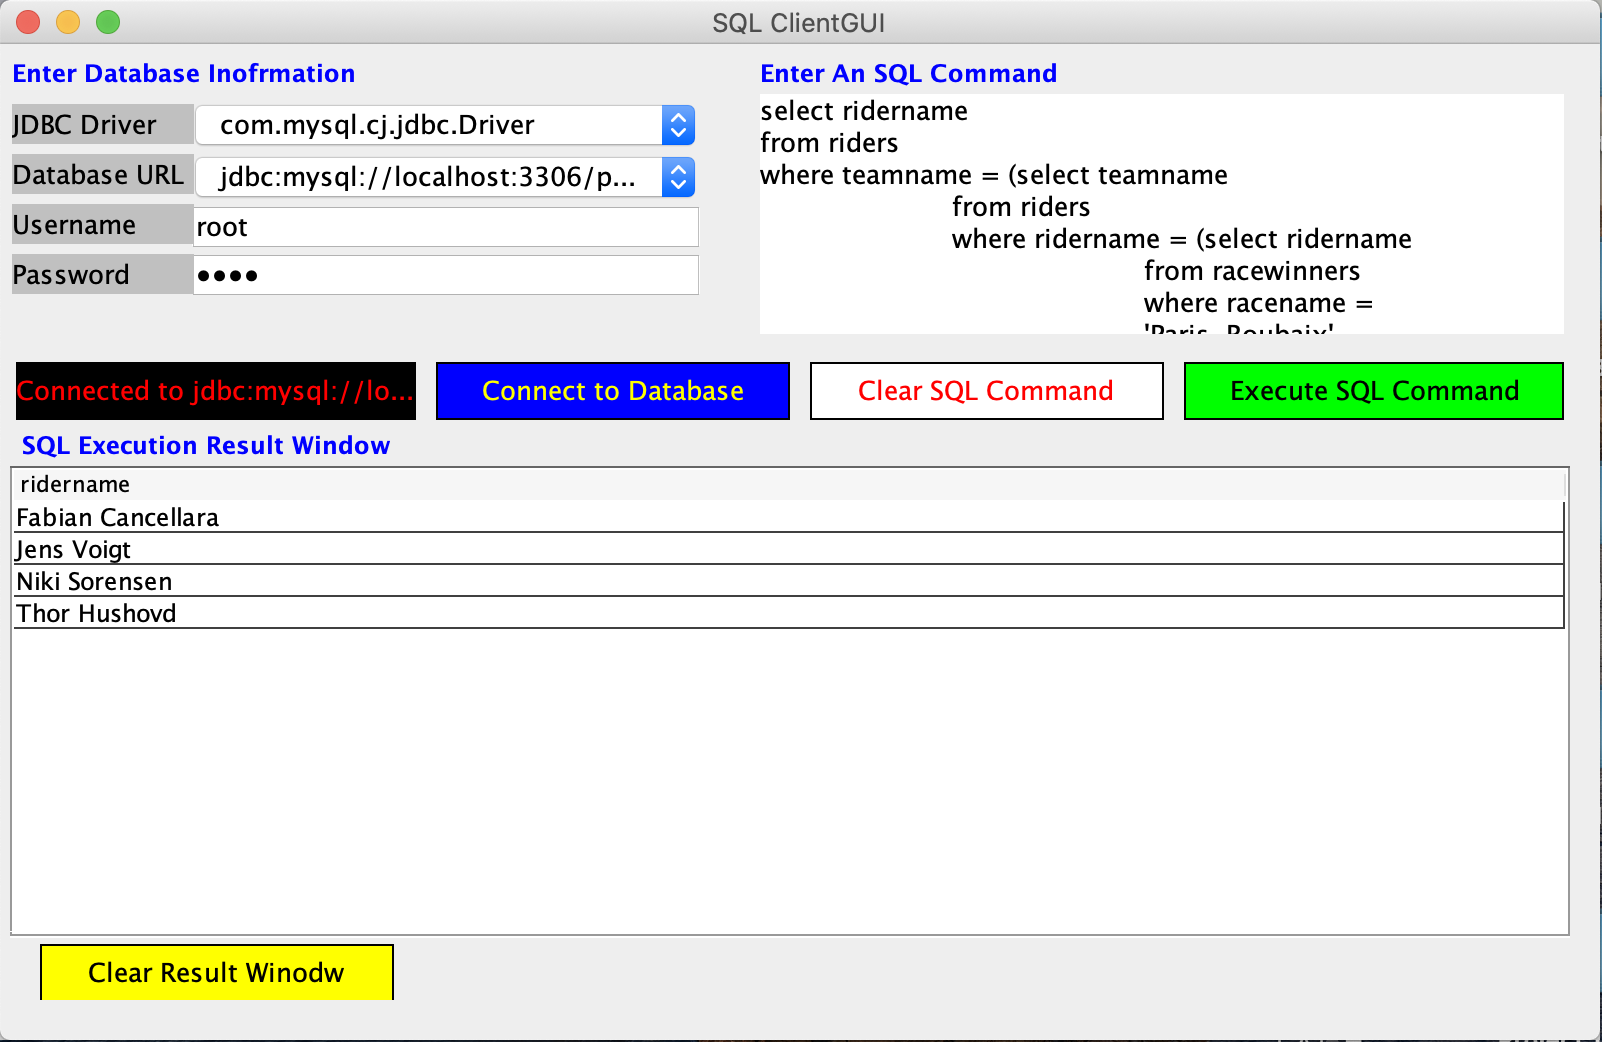 SQL ClientGUI
Enter Database Inofrmation
JDBC Driver
com.mysql.cj.jdbc.Driver
Database URL
jdbc:mysql://localhost:3306/p...
Username
root
Password
••••
Enter An SQL Command
select ridername
from riders
where teamname = (select teamname
from riders
where ridername = (select ridername
from racewinners
where racename =
Connected to jdbc:mysql://lo...
Connect to Database
Clear SQL Command
Execute SQL Command
SQL Execution Result Window
ridername
Fabian Cancellara
Jens Voigt
Niki Sorensen
Thor Hushovd
Clear Result Winodw